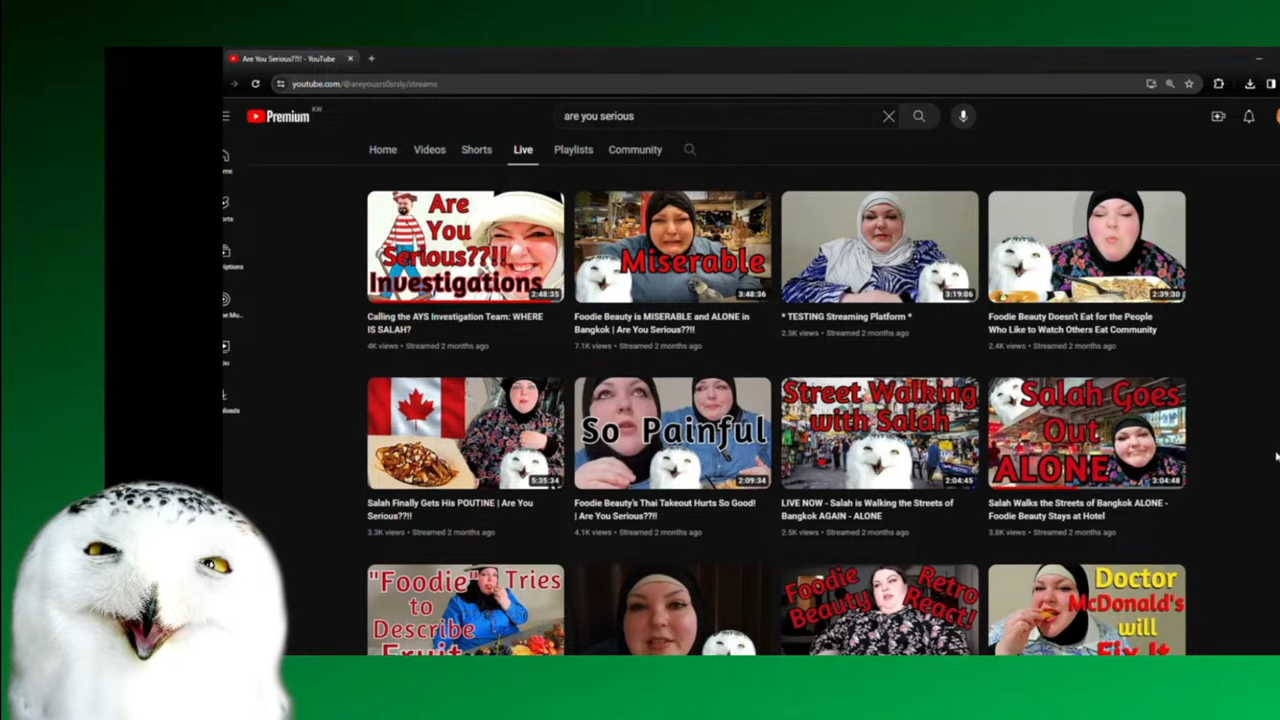 Are You Serious??!! - YouTube
youtube.com/@areyousr0srsly/streams
Premium KW
are you serious
Home Videos Shorts Live Playlists Community
Are
You
Serious??!!
Investigations
2:48:35
Calling the AYS Investigation Team: WHERE
IS SALAH?
4K views • Streamed 2 months ago
Miserable
3:48:36
Foodie Beauty is MISERABLE and ALONE in
Bangkok | Are You Serious??!!
7.1K views • Streamed 2 months ago
3:19:06
* TESTING Streaming Platform *
2.5K views • Streamed 2 months ago
2:39:30
Foodie Beauty Doesn't Eat for the People
Who Like to Watch Others Eat Community
2.4K views • Streamed 2 months ago
5:35:34
Salah Finally Gets His POUTINE | Are You
Serious??!!
3.3K views • Streamed 2 months ago
So Painful
2:09:34
Foodie Beauty's Thai Takeout Hurts So Good!
| Are You Serious??!!
4.1K views • Streamed 2 months ago
Street Walking
with Salah
2:04:45
LIVE NOW - Salah is Walking the Streets of
Bangkok AGAIN - ALONE
2.5K views • Streamed 2 months ago
Salah Goes
Out
ALONE
3:04:48
Salah Walks the Streets of Bangkok ALONE -
Foodie Beauty Stays at Hotel
3.8K views • Streamed 2 months ago
"Foodie" Tries
to
Describe
Fruit
Foodie Retro
Beauty React!
Doctor
McDonald's
will
Fix It